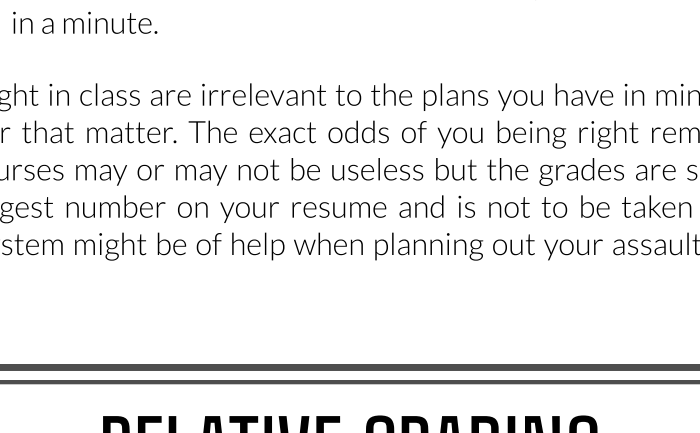 in a minute.
ght in class are irrelevant to the plans you have in min
r that matter. The exact odds of you being right rem
urses may or may not be useless but the grades are s
gest number on your resume and is not to be taken
stem might be of help when planning out your assault
RELATIVE GRADING